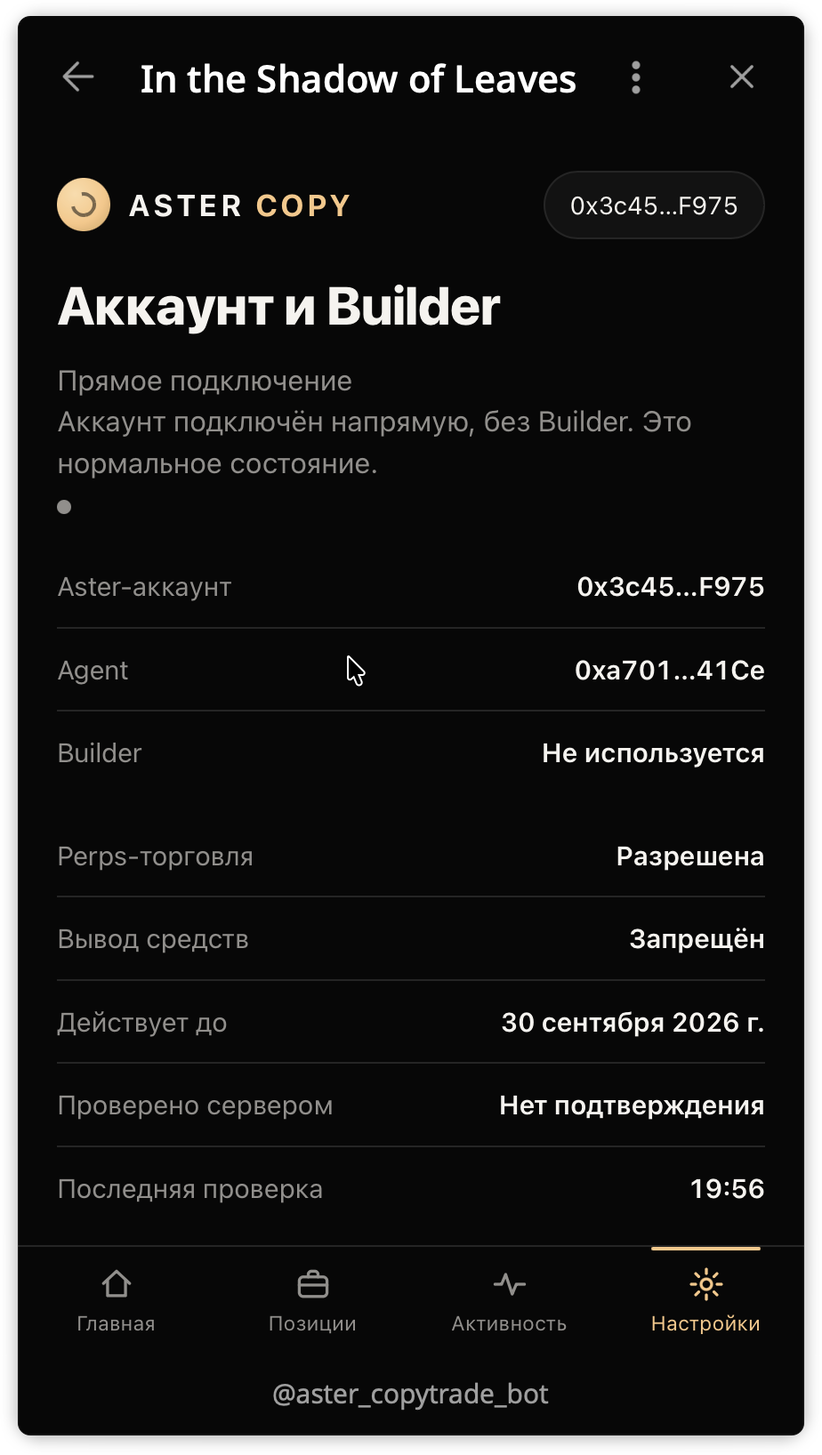 In the Shadow of Leaves
ASTER COPY
0x3c45…F975
Аккаунт и Builder
Прямое подключение
Аккаунт подключён напрямую, без Builder. Это
нормальное состояние.
Aster-аккаунт 0x3c45…F975
Agent 0xa701…41Ce
Builder Не используется
Perps-торговля Разрешена
Вывод средств Запрещён
Действует до 30 сентября 2026 г.
Проверено сервером Нет подтверждения
Последняя проверка 19:56
Главная Позиции Активность Настройки
@aster_copytrade_bot